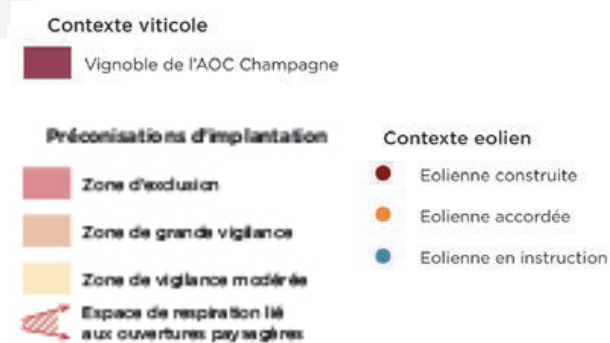 Contexte viticole
Vignoble de l'AOC Champagne
Préconisations d'implantation
Zone d'exclusion
Zone de grande vigilance
Zone de vigilance modérée
Espace de respiration lié
aux ouvertures paysagères
Contexte eolien
Eolienne construite
Eolienne accordée
Eolienne en instruction